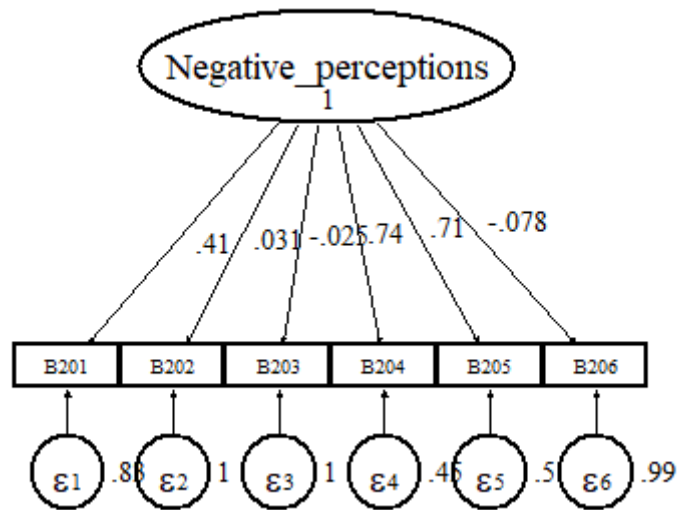 Negative_perceptions
1
.41 .031 -.025 .74 .71 -.078
B201 B202 B203 B204 B205 B206
ε1 .83 ε2 1 ε3 1 ε4 .45 ε5 .5 ε6 .99